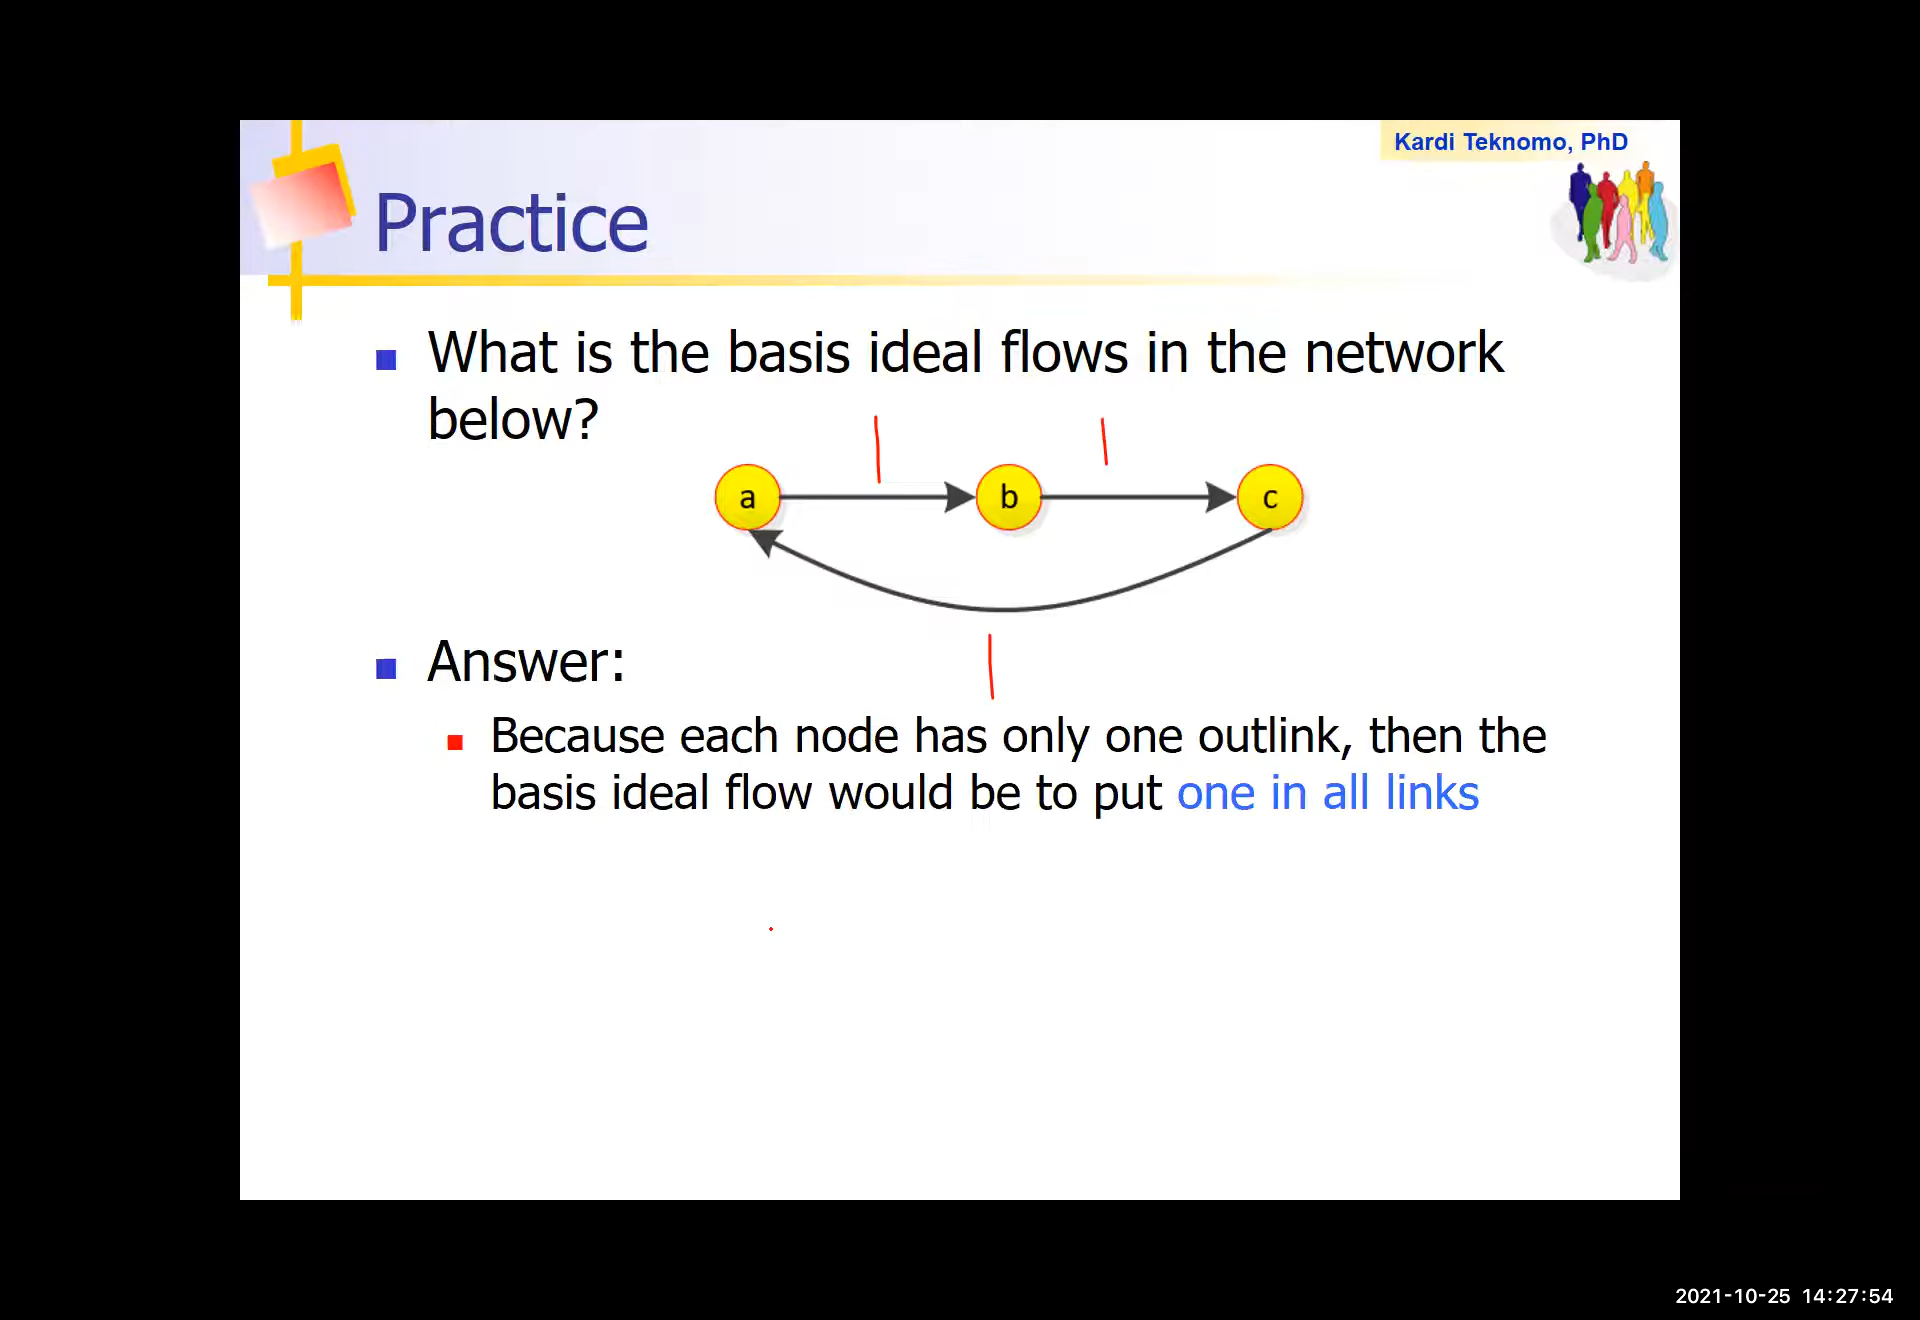 Kardi Teknomo, PhD
Practice
What is the basis ideal flows in the network
below?
| |
a b c
|
Answer:
Because each node has only one outlink, then the
basis ideal flow would be to put one in all links
2021-10-25 14:27:54